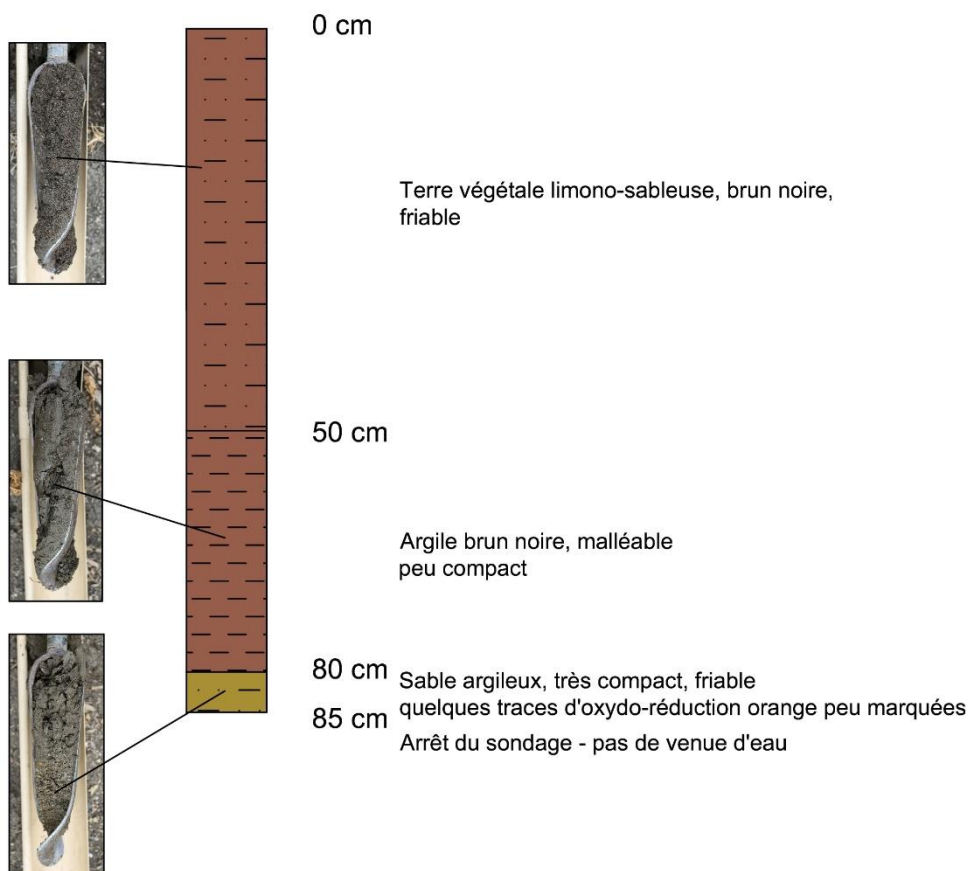 0 cm
Terre végétale limono-sableuse, brun noire,
friable
50 cm
Argile brun noire, malléable
peu compact
80 cm
Sable argileux, très compact, friable
quelques traces d'oxydo-réduction orange peu marquées
85 cm
Arrêt du sondage - pas de venue d'eau